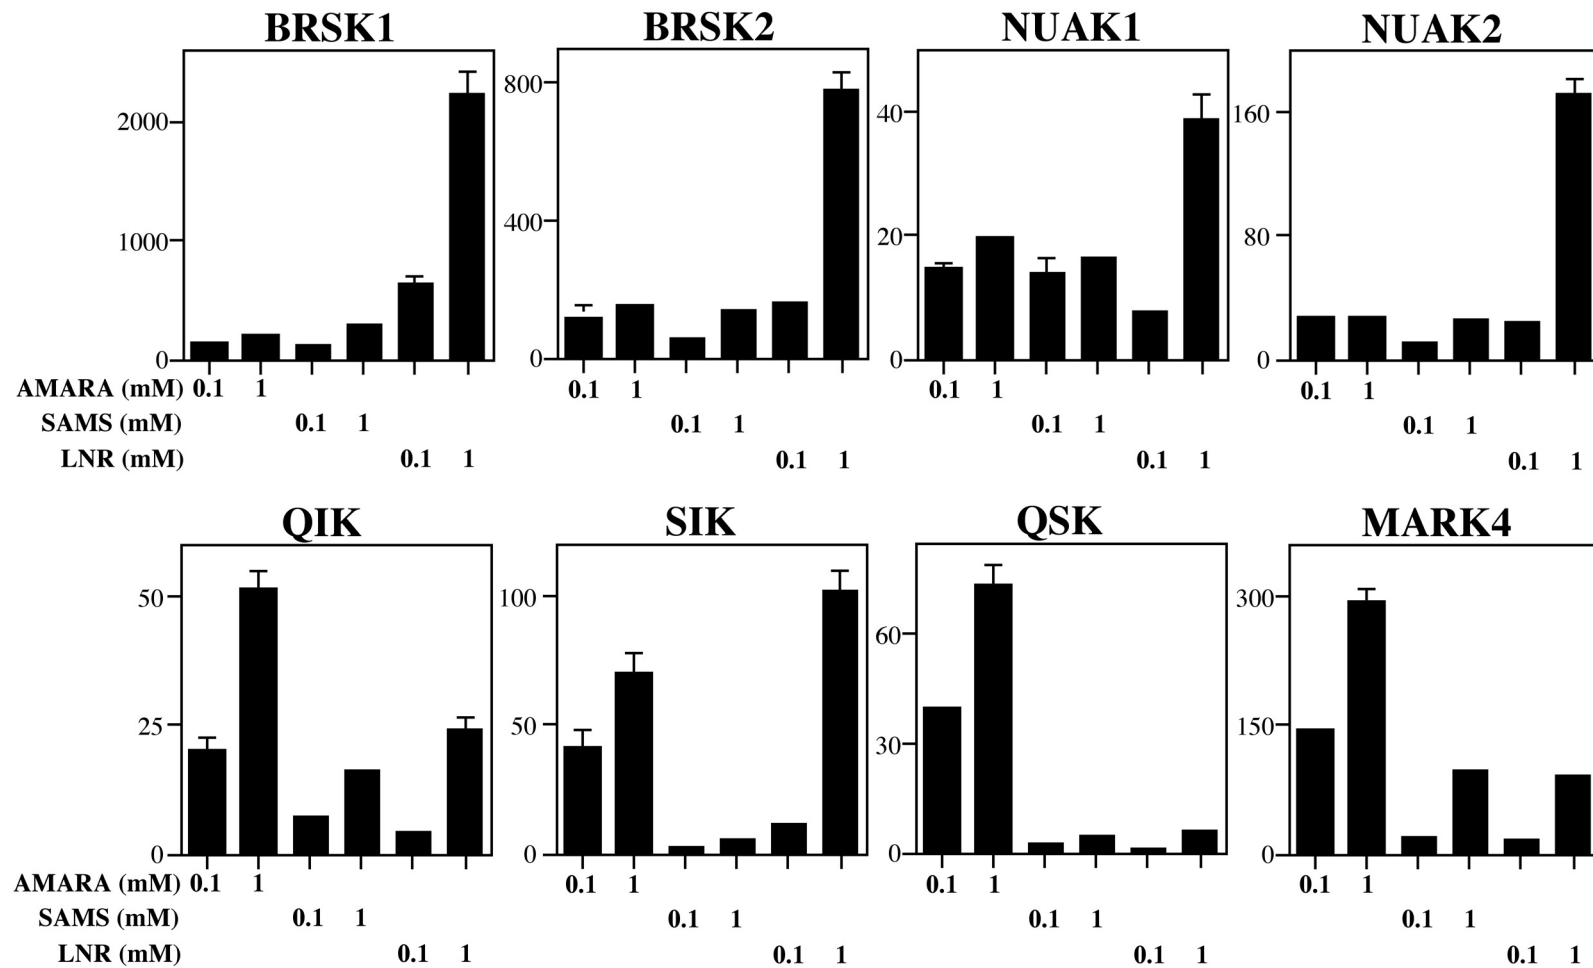 BRSK1 BRSK2 NUAK1 NUAK2
2000 1000 0
800 400 0
40 20 0
160 80 0
AMARA (mM) 0.1 1 0.1 1 0.1 1 0.1 1
SAMS (mM) 0.1 1 0.1 1 0.1 1 0.1 1
LNR (mM) 0.1 1 0.1 1 0.1 1 0.1 1
QIK SIK QSK MARK4
50 25 0
100 50 0
60 30 0
300 150 0
AMARA (mM) 0.1 1 0.1 1 0.1 1 0.1 1
SAMS (mM) 0.1 1 0.1 1 0.1 1 0.1 1
LNR (mM) 0.1 1 0.1 1 0.1 1 0.1 1